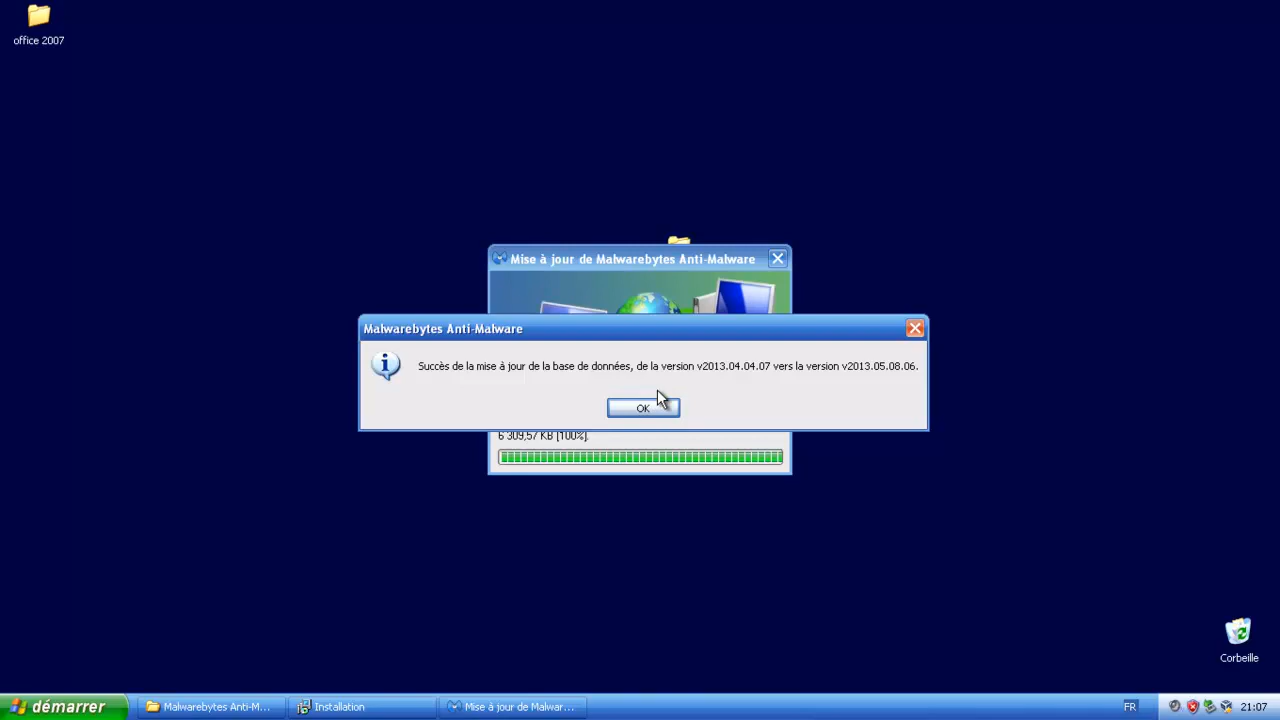 office 2007
Mise à jour de Malwarebytes Anti-Malware
Malwarebytes Anti-Malware
Succès de la mise à jour de la base de données, de la version v2013.04.04.07 vers la version v2013.05.08.06.
OK
6 309,57 KB [100%].
Corbeille
démarrer
Malwarebytes Anti-M...
Installation
Mise à jour de Malwar...
FR
21:07